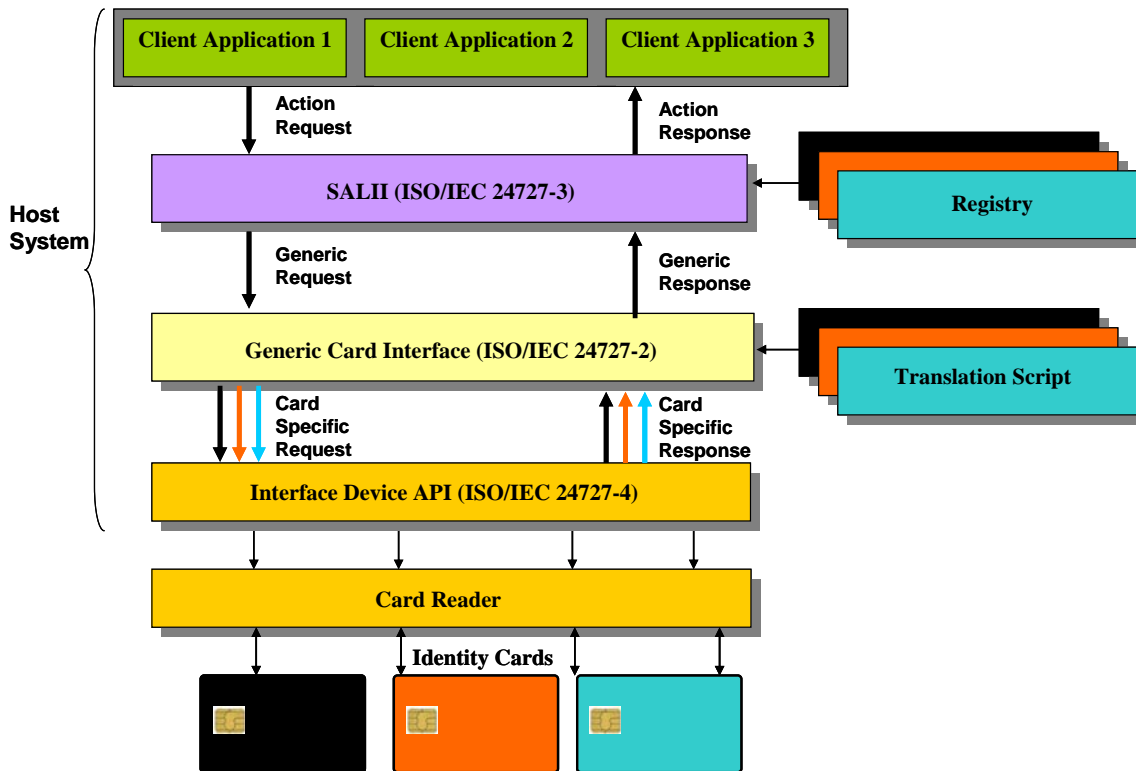 Client Application 1
Client Application 2
Client Application 3
Action
Request
Action
Response
SALII (ISO/IEC 24727-3)
Registry
Host
System
Generic
Request
Generic
Response
Generic Card Interface (ISO/IEC 24727-2)
Translation Script
Card
Specific
Request
Card
Specific
Response
Interface Device API (ISO/IEC 24727-4)
Card Reader
Identity Cards